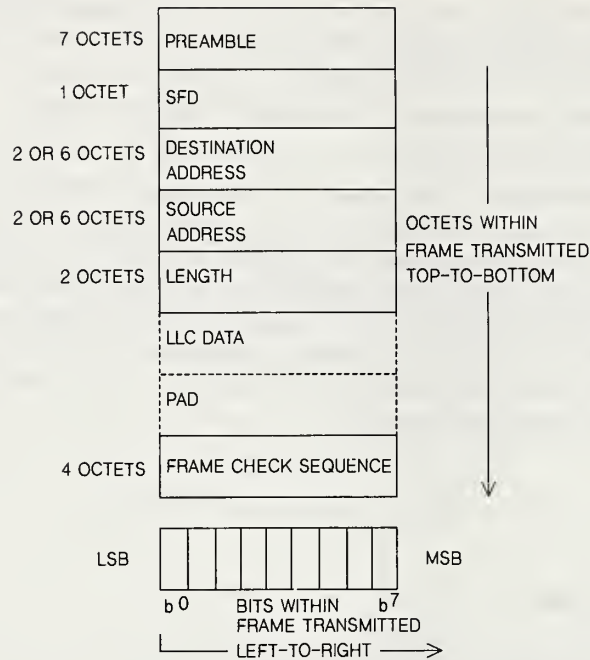 7 OCTETS PREAMBLE
1 OCTET SFD
2 OR 6 OCTETS DESTINATION
ADDRESS
2 OR 6 OCTETS SOURCE
ADDRESS
OCTETS WITHIN
FRAME TRANSMITTED
TOP-TO-BOTTOM
2 OCTETS LENGTH
LLC DATA
PAD
4 OCTETS FRAME CHECK SEQUENCE
LSB MSB
b0 BITS WITHIN b7
FRAME TRANSMITTED
LEFT-TO-RIGHT